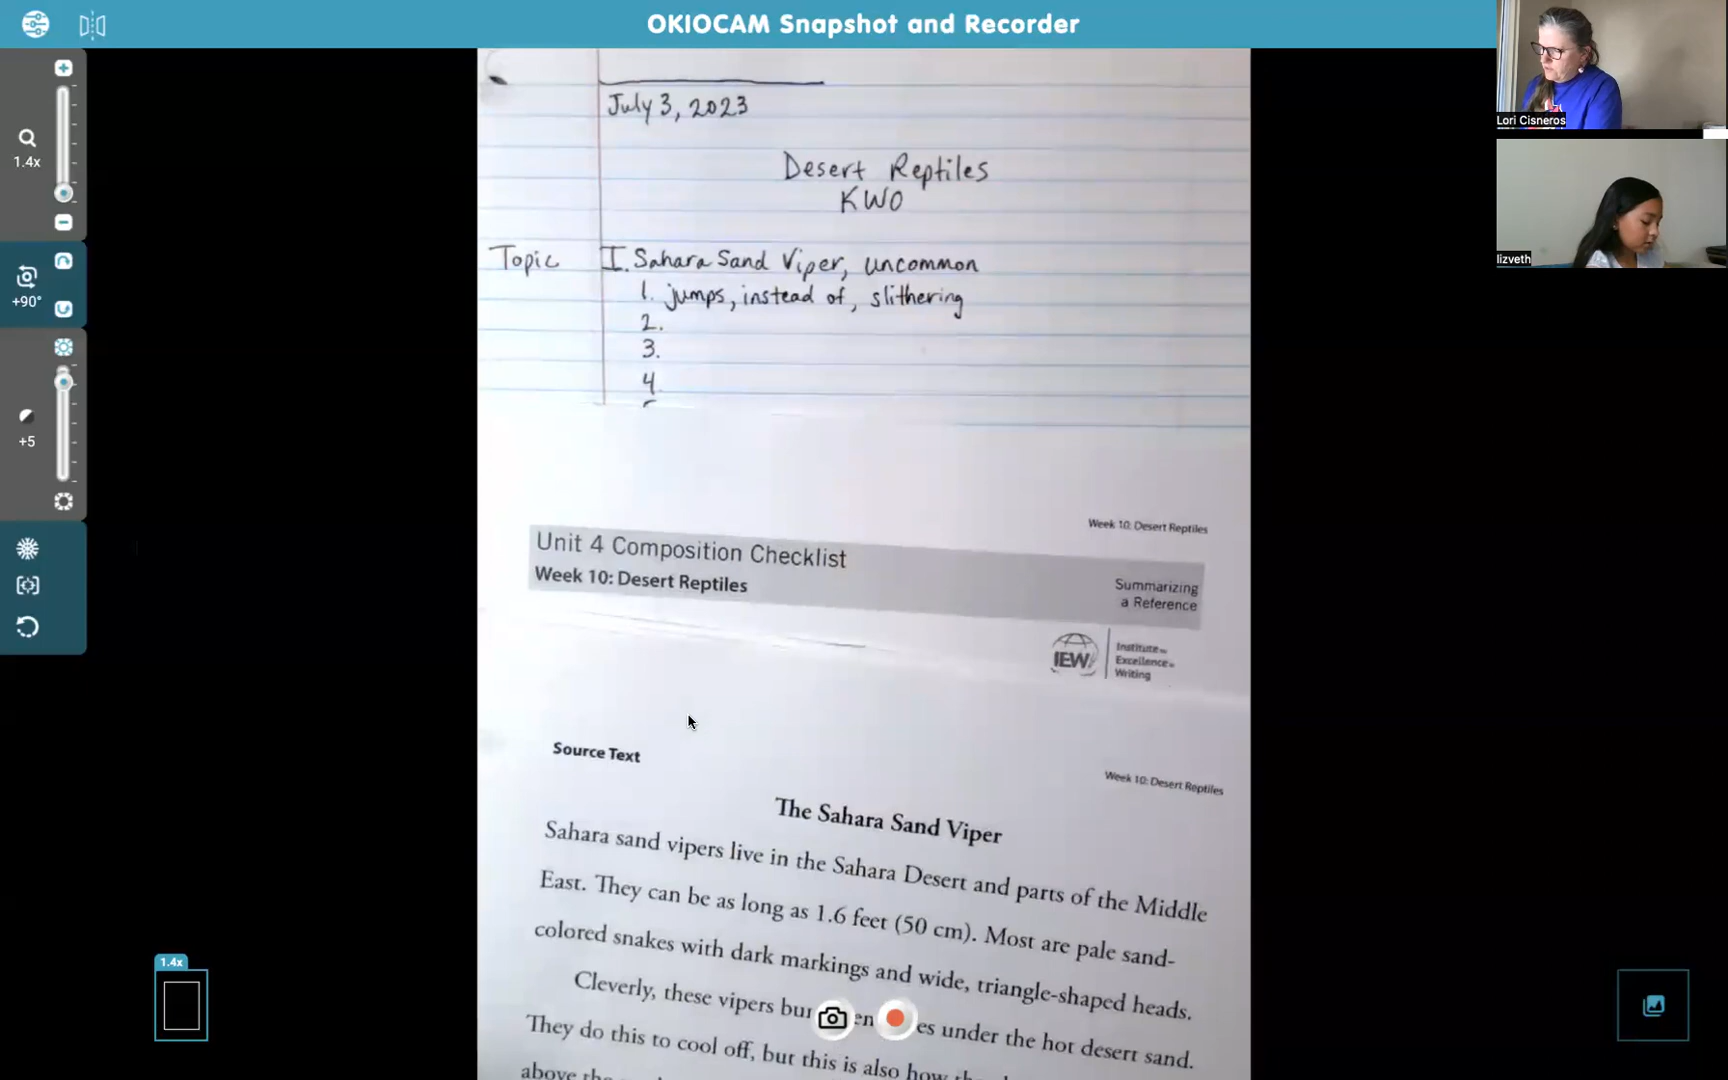 OKIOCAM Snapshot and Recorder
1.4x
+90°
+5
1.4x
Lori Cisneros
lizveth
July 3, 2023
Desert Reptiles
KWO
Topic I. Sahara Sand Viper, uncommon
1. jumps, instead of, slithering
2.
3.
4
Week 10: Desert Reptiles
Unit 4 Composition Checklist
Week 10: Desert Reptiles
Summarizing
a Reference
IEW
Institute for
Excellence in
Writing
Source Text
Week 10: Desert Reptiles
The Sahara Sand Viper
Sahara sand vipers live in the Sahara Desert and parts of the Middle
East. They can be as long as 1.6 feet (50 cm). Most are pale sand-
colored snakes with dark markings and wide, triangle-shaped heads.
Cleverly, these vipers under the hot desert sand.
They do this to cool off, but this is also how
above